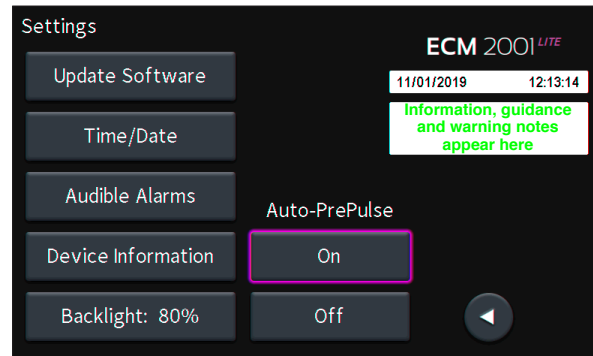 Settings
ECM 2001 LITE
Update Software
11/01/2019 12:13:14
Information, guidance
and warning notes
appear here
Time/Date
Audible Alarms
Auto-PrePulse
Device Information
On
Backlight: 80%
Off